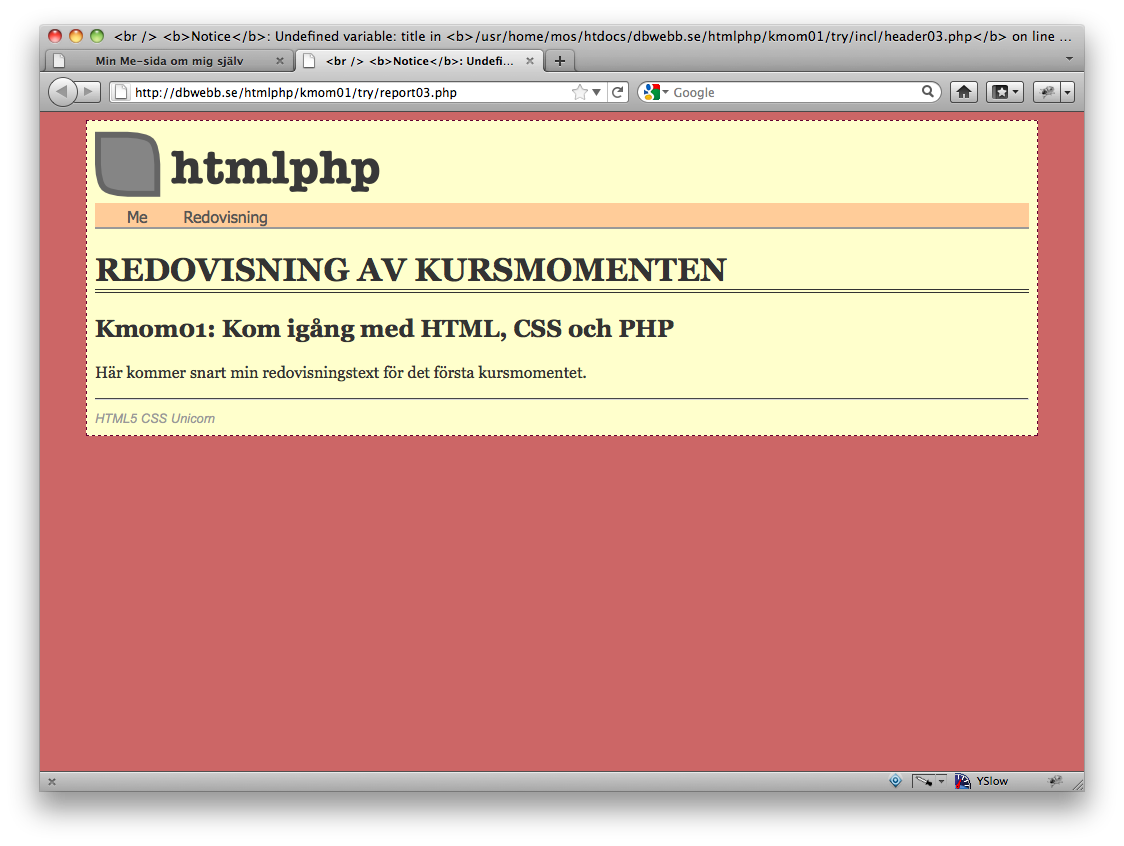 <br /> <b>Notice</b>: Undefined variable: title in <b>/usr/home/mos/htdocs/dbwebb.se/htmlphp/kmom01/try/incl/header03.php</b> on line ...
Min Me-sida om mig själv
<br /> <b>Notice</b>: Undefi...
http://dbwebb.se/htmlphp/kmom01/try/report03.php
Google
htmlphp
Me Redovisning
REDOVISNING AV KURSMOMENTEN
Kmom01: Kom igång med HTML, CSS och PHP
Här kommer snart min redovisningstext för det första kursmomentet.
HTML5 CSS Unicorn
YSlow